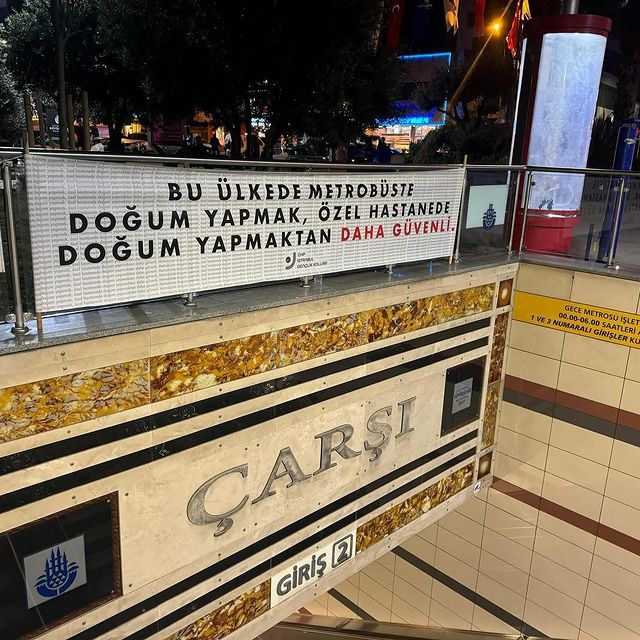 BU ÜLKEDE METROBÜSTE
DOĞUM YAPMAK, ÖZEL HASTANEDE
DOĞUM YAPMAKTAN DAHA GÜVENLİ.
CHP
İSTANBUL
GENÇLİK KOLLARI
GECE METROSU İŞLET
00.00-06.00 SAATLERİ A
1 VE 3 NUMARALI GİRİŞLER KU
ÇARŞI
GİRİŞ 2